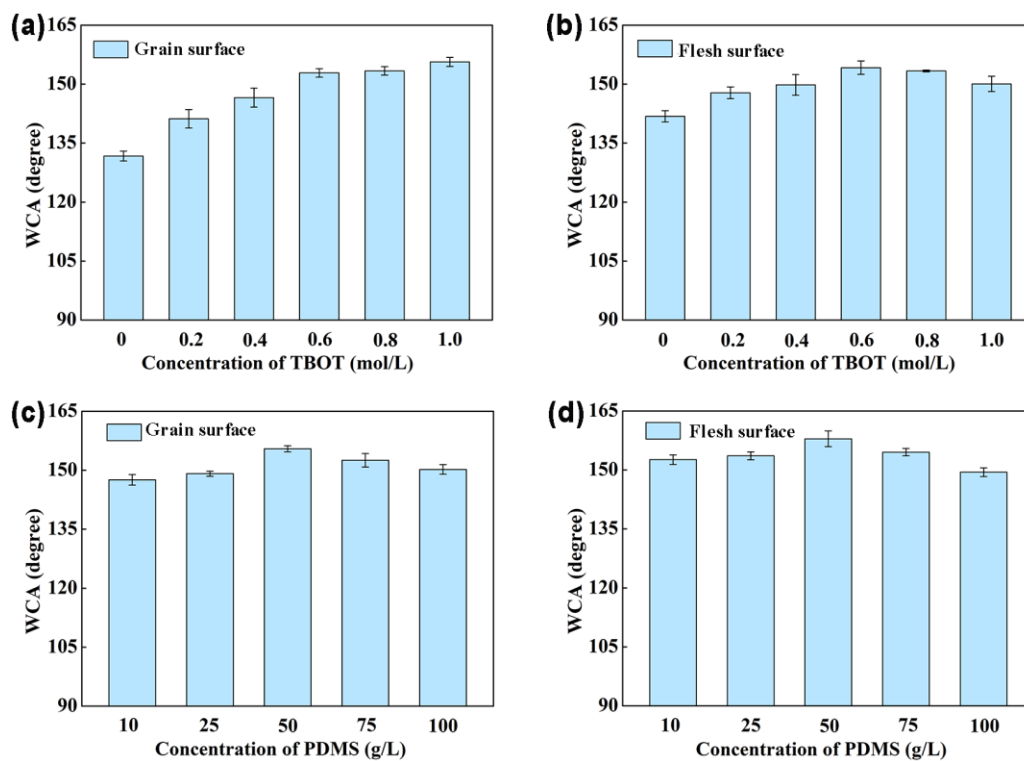 (a)
Grain surface
WCA (degree)
165
150
135
120
105
90
0 0.2 0.4 0.6 0.8 1.0
Concentration of TBOT (mol/L)
(b)
Flesh surface
WCA (degree)
165
150
135
120
105
90
0 0.2 0.4 0.6 0.8 1.0
Concentration of TBOT (mol/L)
(c)
Grain surface
WCA (degree)
165
150
135
120
105
90
10 25 50 75 100
Concentration of PDMS (g/L)
(d)
Flesh surface
WCA (degree)
165
150
135
120
105
90
10 25 50 75 100
Concentration of PDMS (g/L)